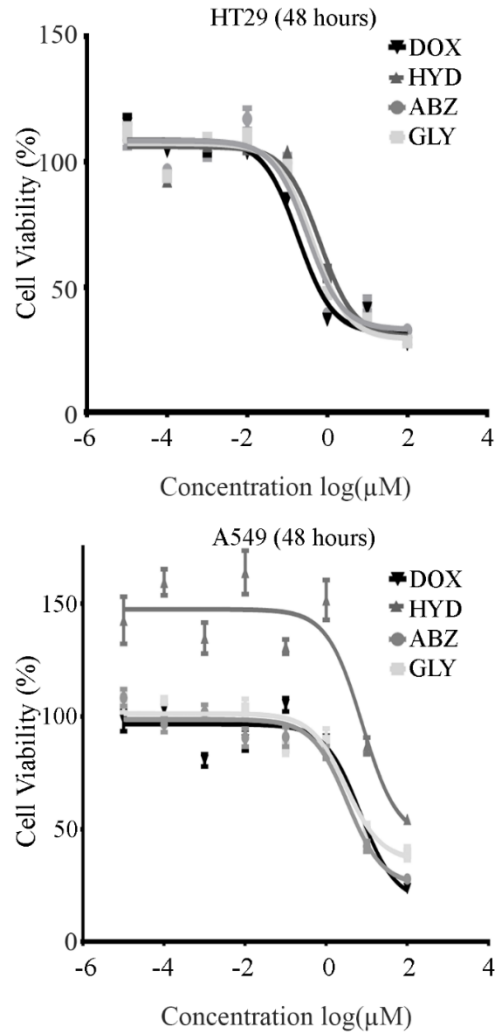 HT29 (48 hours)
150
100
50
0
Cell Viability (%)
DOX
HYD
ABZ
GLY
-6
-4
-2
0
2
4
Concentration log(µM)
A549 (48 hours)
150
100
50
0
Cell Viability (%)
DOX
HYD
ABZ
GLY
-6
-4
-2
0
2
4
Concentration log(µM)